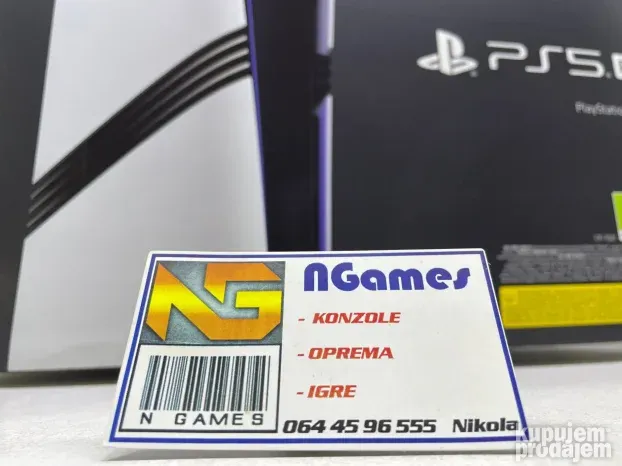 PS5
PlayStation
NGames
NG
- KONZOLE
- OPREMA
- IGRE
N GAMES
064 45 96 555 Nikola
kupujem
prodajem